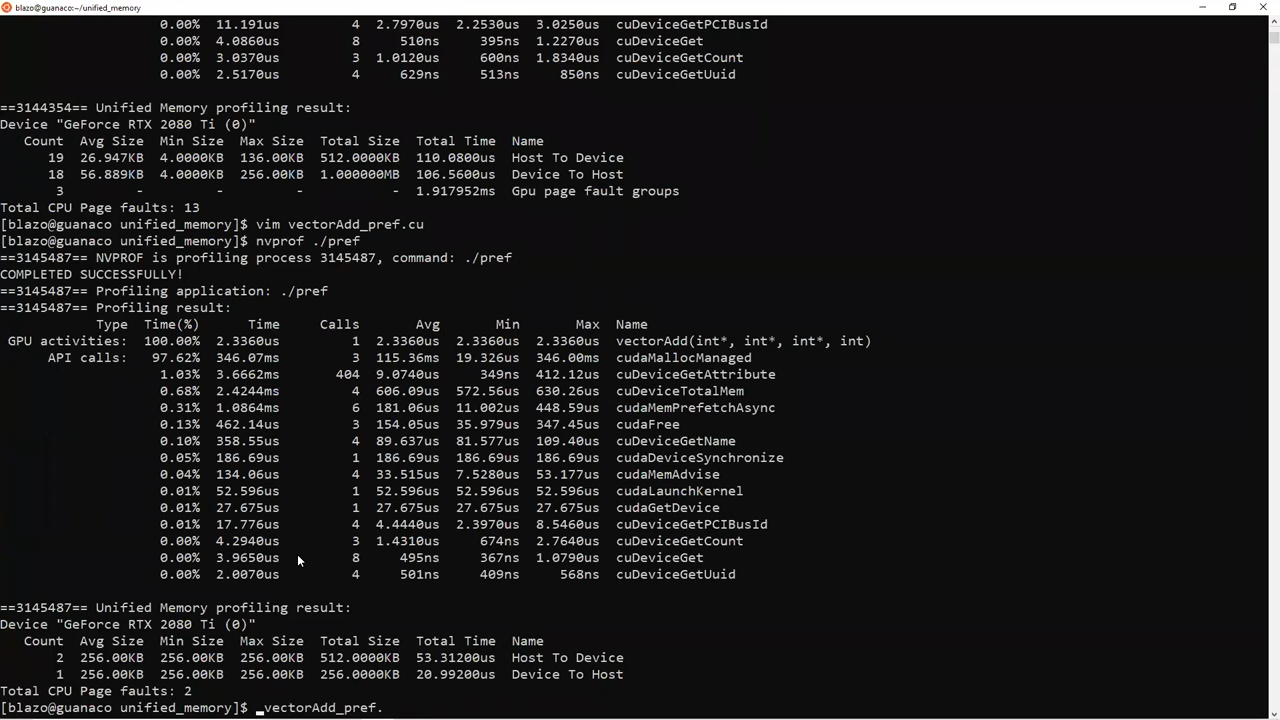 blazo@guanaco:~/unified_memory
0.00% 11.191us 4 2.7970us 2.2530us 3.0250us cuDeviceGetPCIBusId
0.00% 4.0860us 8 510ns 395ns 1.2270us cuDeviceGet
0.00% 3.0370us 3 1.0120us 600ns 1.8340us cuDeviceGetCount
0.00% 2.5170us 4 629ns 513ns 850ns cuDeviceGetUuid
==3144354== Unified Memory profiling result:
Device "GeForce RTX 2080 Ti (0)"
Count Avg Size Min Size Max Size Total Size Total Time Name
19 26.947KB 4.0000KB 136.00KB 512.0000KB 110.0800us Host To Device
18 56.889KB 4.0000KB 256.00KB 1.000000MB 106.5600us Device To Host
3 - - - - 1.917952ms Gpu page fault groups
Total CPU Page faults: 13
[blazo@guanaco unified_memory]$ vim vectorAdd_pref.cu
[blazo@guanaco unified_memory]$ nvprof ./pref
==3145487== NVPROF is profiling process 3145487, command: ./pref
COMPLETED SUCCESSFULLY!
==3145487== Profiling application: ./pref
==3145487== Profiling result:
Type Time(%) Time Calls Avg Min Max Name
GPU activities: 100.00% 2.3360us 1 2.3360us 2.3360us 2.3360us vectorAdd(int*, int*, int*, int)
API calls: 97.62% 346.07ms 3 115.36ms 19.326us 346.00ms cudaMallocManaged
1.03% 3.6662ms 404 9.0740us 349ns 412.12us cuDeviceGetAttribute
0.68% 2.4244ms 4 606.09us 572.56us 630.26us cuDeviceTotalMem
0.31% 1.0864ms 6 181.06us 11.002us 448.59us cudaMemPrefetchAsync
0.13% 462.14us 3 154.05us 35.979us 347.45us cudaFree
0.10% 358.55us 4 89.637us 81.577us 109.40us cuDeviceGetName
0.05% 186.69us 1 186.69us 186.69us 186.69us cudaDeviceSynchronize
0.04% 134.06us 4 33.515us 7.5280us 53.177us cudaMemAdvise
0.01% 52.596us 1 52.596us 52.596us 52.596us cudaLaunchKernel
0.01% 27.675us 1 27.675us 27.675us 27.675us cudaGetDevice
0.01% 17.776us 4 4.4440us 2.3970us 8.5460us cuDeviceGetPCIBusId
0.00% 4.2940us 3 1.4310us 674ns 2.7640us cuDeviceGetCount
0.00% 3.9650us 8 495ns 367ns 1.0790us cuDeviceGet
0.00% 2.0070us 4 501ns 409ns 568ns cuDeviceGetUuid
==3145487== Unified Memory profiling result:
Device "GeForce RTX 2080 Ti (0)"
Count Avg Size Min Size Max Size Total Size Total Time Name
2 256.00KB 256.00KB 256.00KB 512.0000KB 53.31200us Host To Device
1 256.00KB 256.00KB 256.00KB 256.0000KB 20.99200us Device To Host
Total CPU Page faults: 2
[blazo@guanaco unified_memory]$ _vectorAdd_pref.